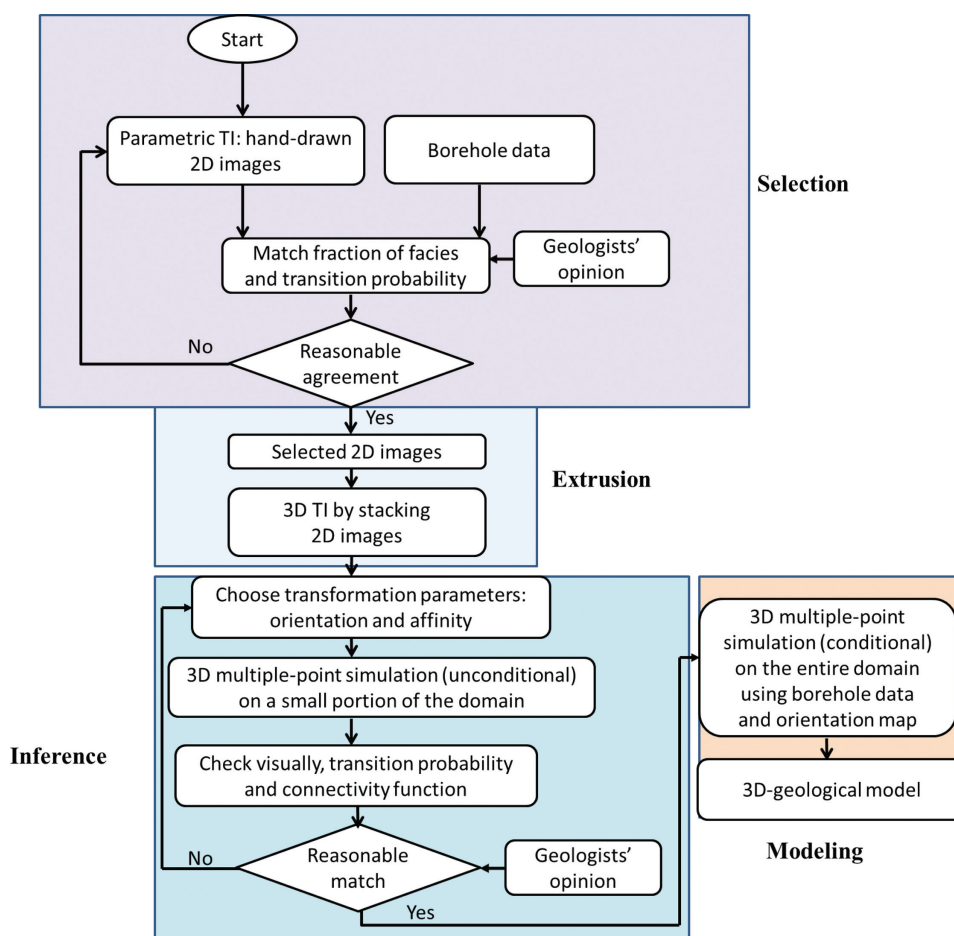 Start
Parametric TI: hand-drawn
2D images
Borehole data
Selection
Match fraction of facies
and transition probability
Geologists’
opinion
No
Reasonable
agreement
Yes
Selected 2D images
Extrusion
3D TI by stacking
2D images
Choose transformation parameters:
orientation and affinity
3D multiple-point simulation (unconditional)
on a small portion of the domain
Inference
Check visually, transition probability
and connectivity function
No
Reasonable
match
Geologists’
opinion
Yes
3D multiple-point
simulation (conditional)
on the entire domain
using borehole data
and orientation map
3D-geological model
Modeling